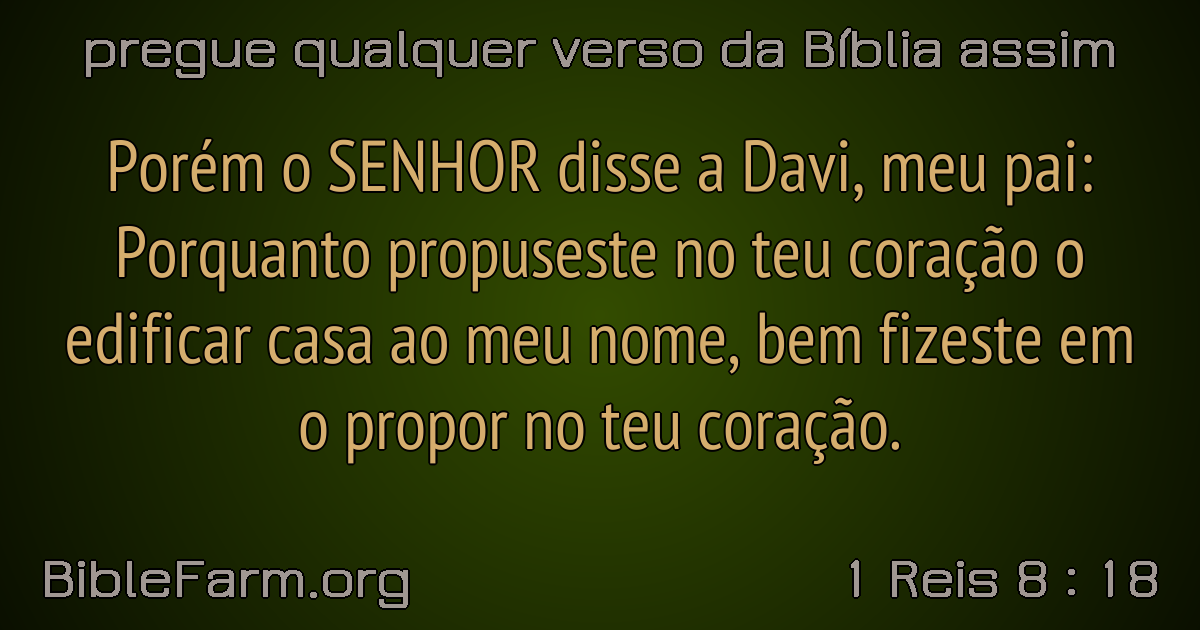 pregue qualquer verso da Bíblia assim
Porém o SENHOR disse a Davi, meu pai:
Porquanto propuseste no teu coração o
edificar casa ao meu nome, bem fizeste em
o propor no teu coração.
BibleFarm.org
1 Reis 8 : 18